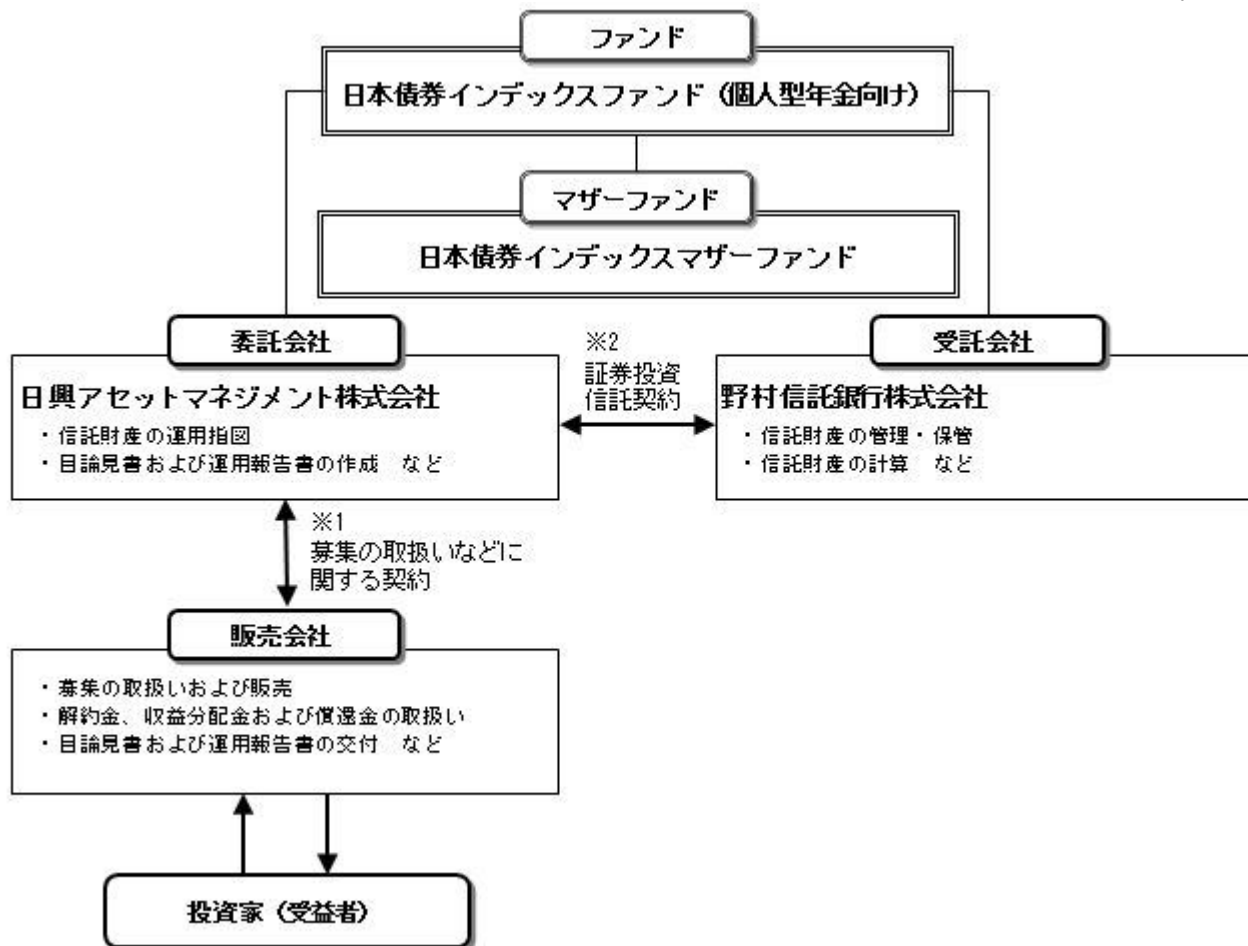 ファンド
日本債券インデックスファンド（個人型年金向け）
マザーファンド
日本債券インデックスマザーファンド
委託会社
日興アセットマネジメント株式会社
・信託財産の運用指図
・目論見書および運用報告書の作成　など
※2
証券投資
信託契約
受託会社
野村信託銀行株式会社
・信託財産の管理・保管
・信託財産の計算　など
※1
募集の取扱いなどに
関する契約
販売会社
・募集の取扱いおよび販売
・解約金、収益分配金および償還金の取扱い
・目論見書および運用報告書の交付　など
投資家（受益者）